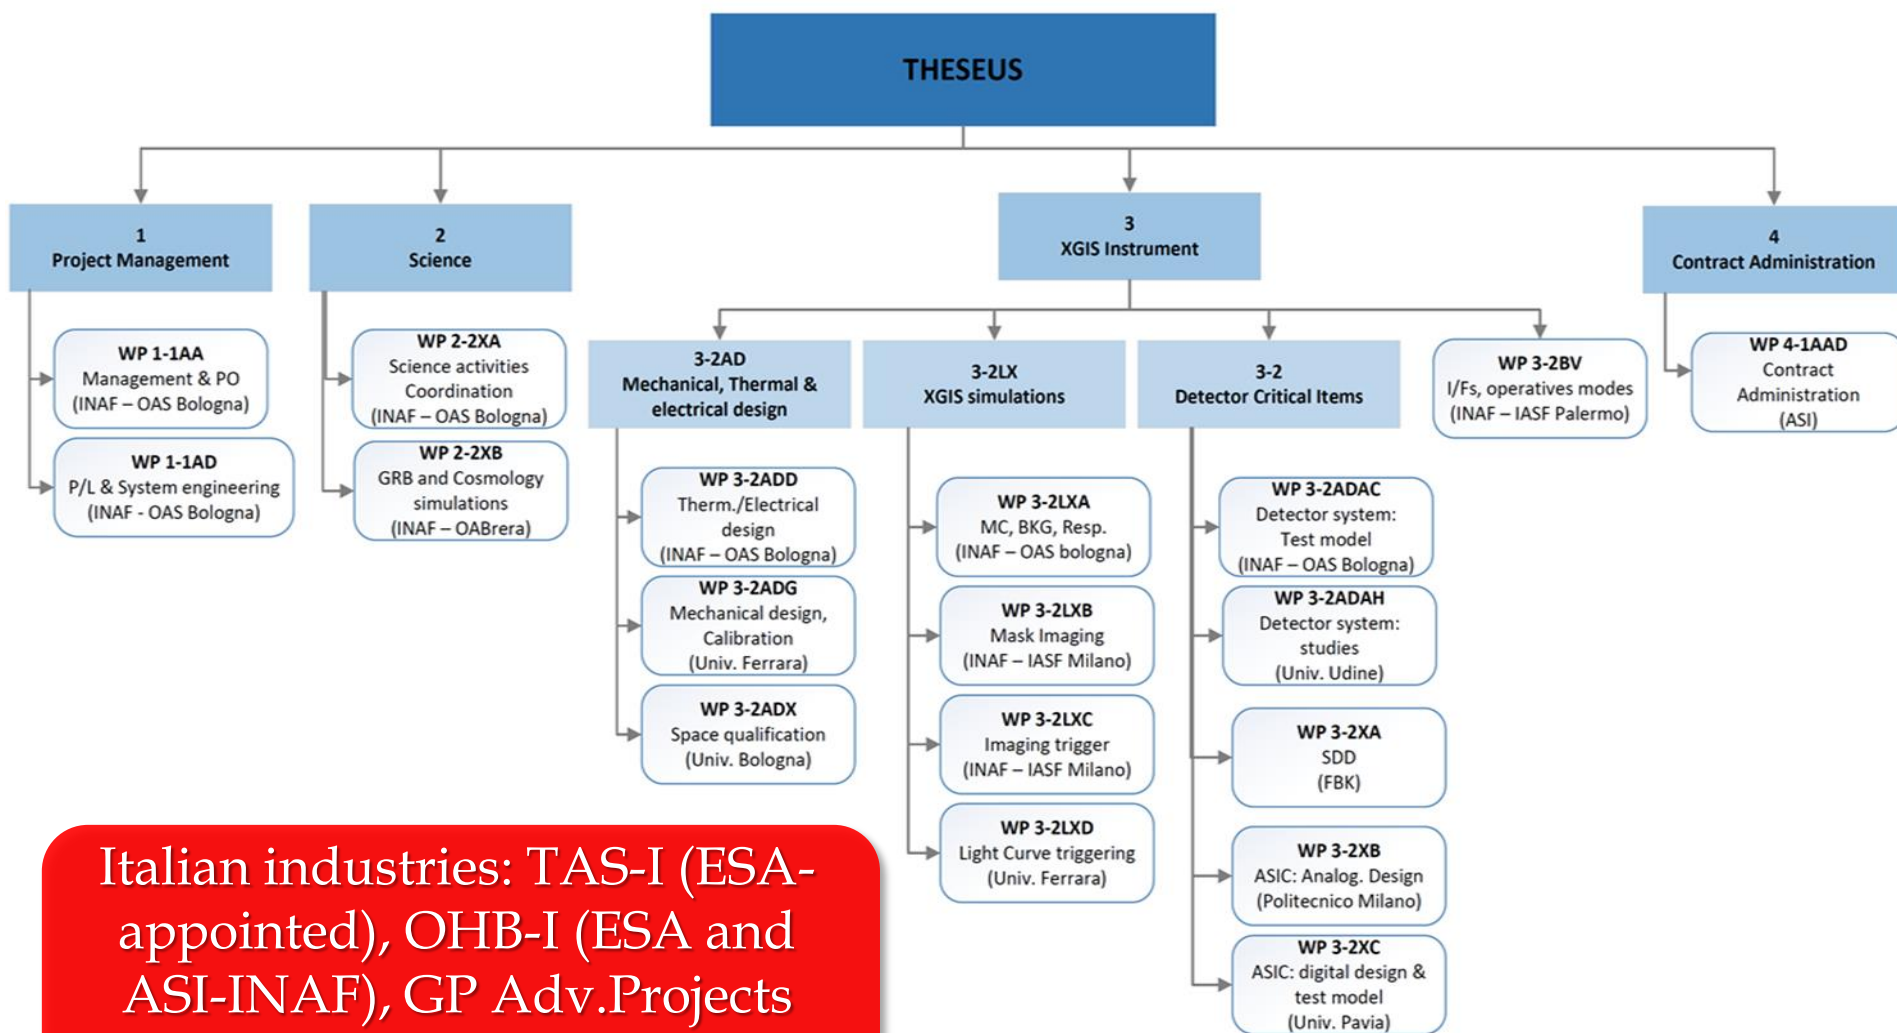 THESEUS
1
Project Management
2
Science
3
XGIS Instrument
4
Contract Administration
WP 1-1AA
Management & PO
(INAF – OAS Bologna)
WP 1-1AD
P/L & System engineering
(INAF - OAS Bologna)
WP 2-2XA
Science activities
Coordination
(INAF – OAS Bologna)
WP 2-2XB
GRB and Cosmology
simulations
(INAF – OABrera)
3-2AD
Mechanical, Thermal &
electrical design
WP 3-2ADD
Therm./Electrical
design
(INAF – OAS Bologna)
WP 3-2ADG
Mechanical design,
Calibration
(Univ. Ferrara)
WP 3-2ADX
Space qualification
(Univ. Bologna)
3-2LX
XGIS simulations
WP 3-2LXA
MC, BKG, Resp.
(INAF – OAS bologna)
WP 3-2LXB
Mask Imaging
(INAF – IASF Milano)
WP 3-2LXC
Imaging trigger
(INAF – IASF Milano)
WP 3-2LXD
Light Curve triggering
(Univ. Ferrara)
3-2
Detector Critical Items
WP 3-2ADAC
Detector system:
Test model
(INAF – OAS Bologna)
WP 3-2ADAH
Detector system:
studies
(Univ. Udine)
WP 3-2XA
SDD
(FBK)
WP 3-2XB
ASIC: Analog. Design
(Politecnico Milano)
WP 3-2XC
ASIC: digital design &
test model
(Univ. Pavia)
WP 3-2BV
I/Fs, operatives modes
(INAF – IASF Palermo)
WP 4-1AAD
Contract
Administration
(ASI)
Italian industries: TAS-I (ESA-
appointed), OHB-I (ESA and
ASI-INAF), GP Adv.Projects